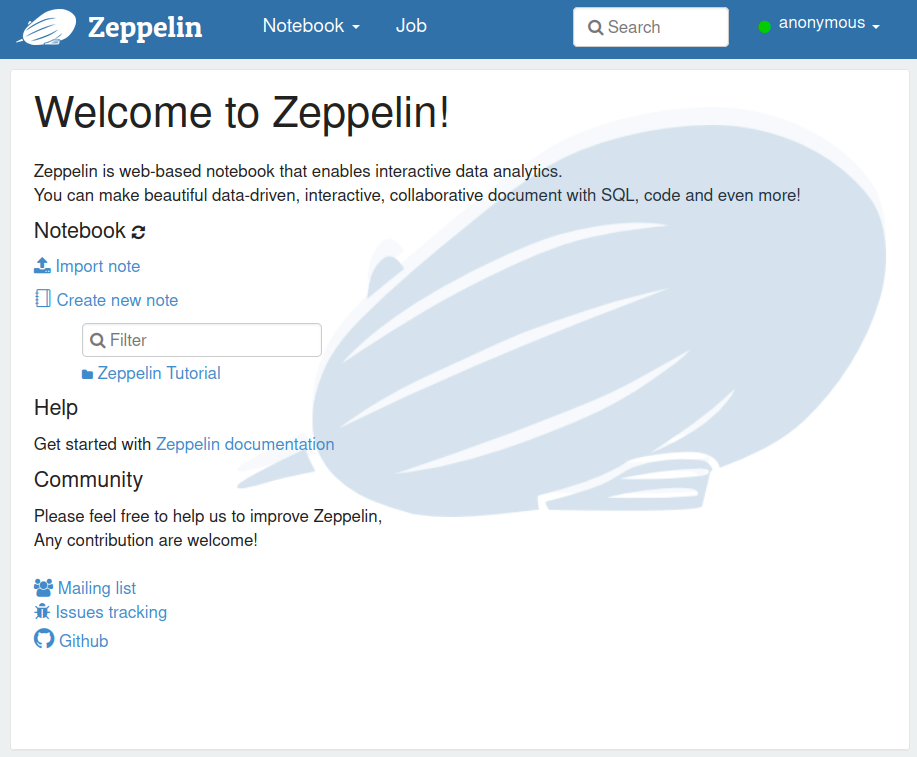 Zeppelin Notebook Job Search anonymous
Welcome to Zeppelin!
Zeppelin is web-based notebook that enables interactive data analytics.
You can make beautiful data-driven, interactive, collaborative document with SQL, code and even more!
Notebook
Import note
Create new note
Filter
Zeppelin Tutorial
Help
Get started with Zeppelin documentation
Community
Please feel free to help us to improve Zeppelin,
Any contribution are welcome!
Mailing list
Issues tracking
Github